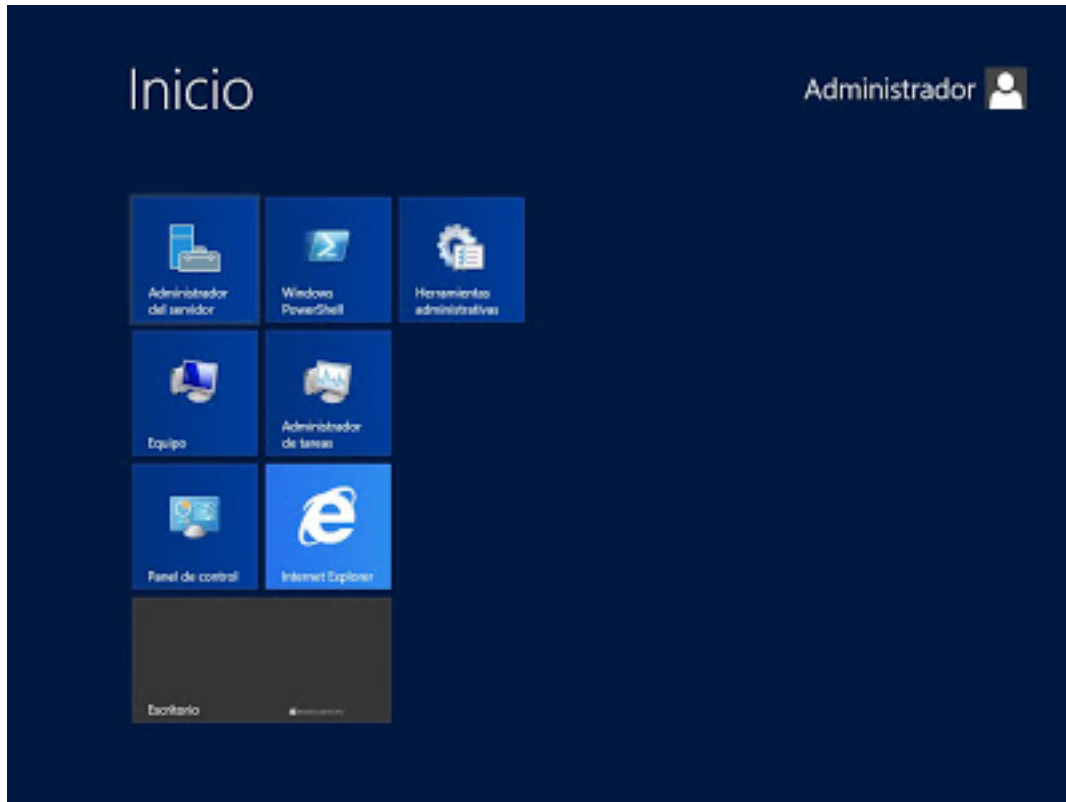 Inicio
Administrador
Administrador
del servidor
Windows
PowerShell
Herramientas
administrativas
Equipo
Administrador
de tareas
Panel de control
Internet Explorer
Escritorio